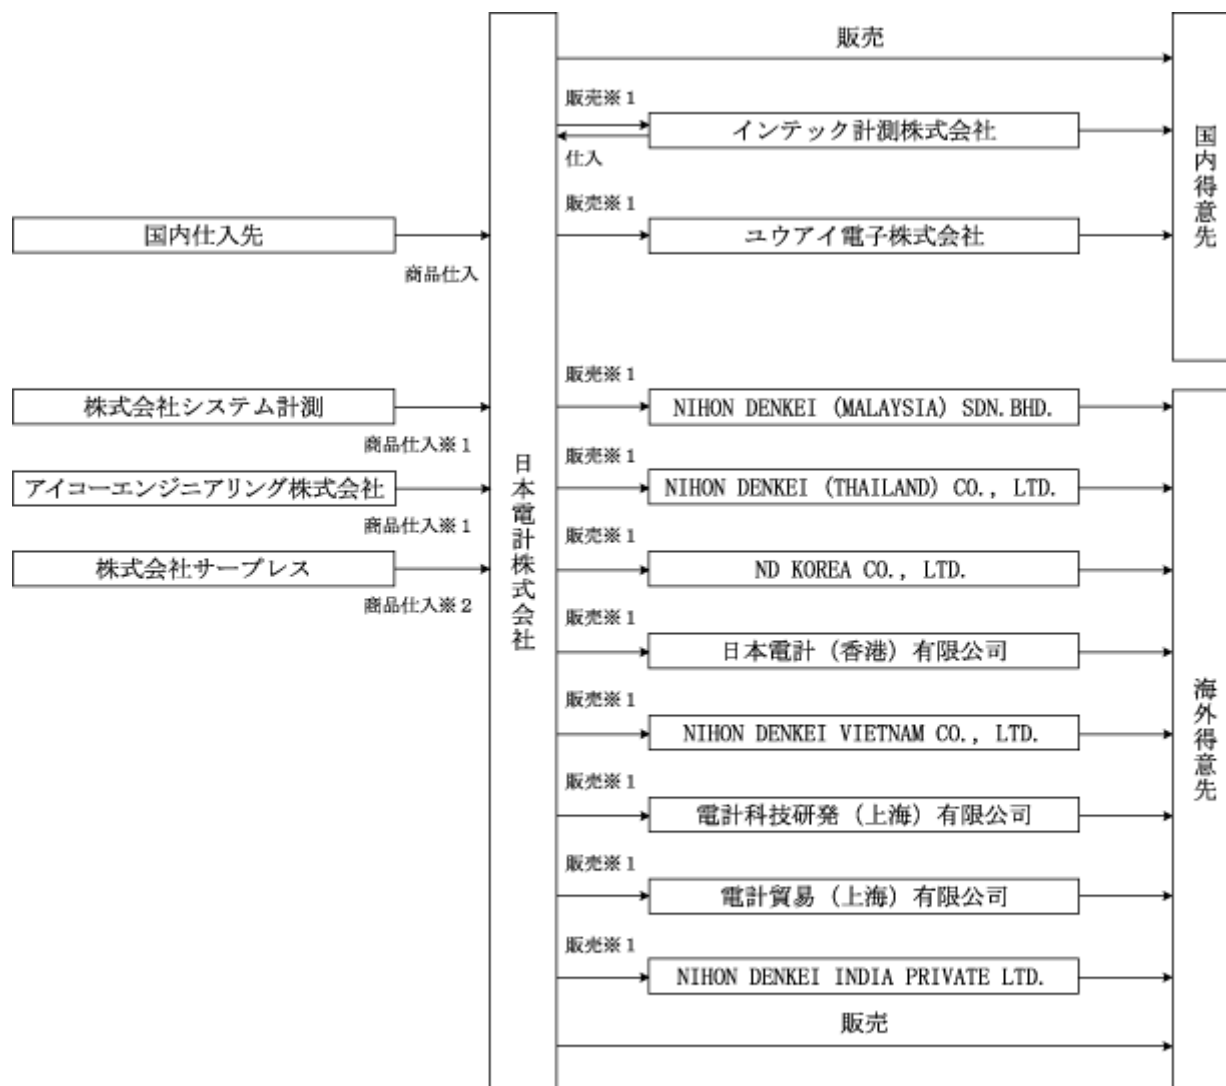 販売
販売※1
インテック計測株式会社
仕入
販売※1
国内仕入先
ユウアイ電子株式会社
商品仕入
国内得意先
販売※1
株式会社システム計測
NIHON DENKEI (MALAYSIA) SDN.BHD.
商品仕入※1
販売※1
アイコーエンジニアリング株式会社
NIHON DENKEI (THAILAND) CO., LTD.
商品仕入※1
販売※1
株式会社サープレス
ND KOREA CO., LTD.
商品仕入※2
日本電計株式会社
販売※1
日本電計(香港)有限公司
販売※1
NIHON DENKEI VIETNAM CO., LTD.
海外得意先
販売※1
電計科技研発(上海)有限公司
販売※1
電計貿易(上海)有限公司
販売※1
NIHON DENKEI INDIA PRIVATE LTD.
販売